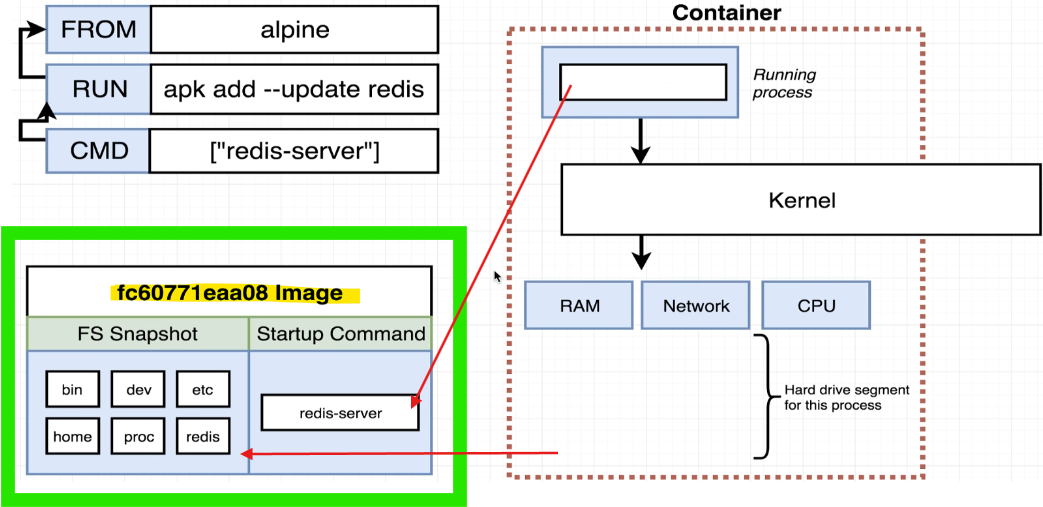 FROM alpine
RUN apk add --update redis
CMD ["redis-server"]
fc60771eaa08 Image
FS Snapshot Startup Command
bin dev etc
home proc redis
redis-server
Container
Running
process
Kernel
RAM Network CPU
Hard drive segment
for this process